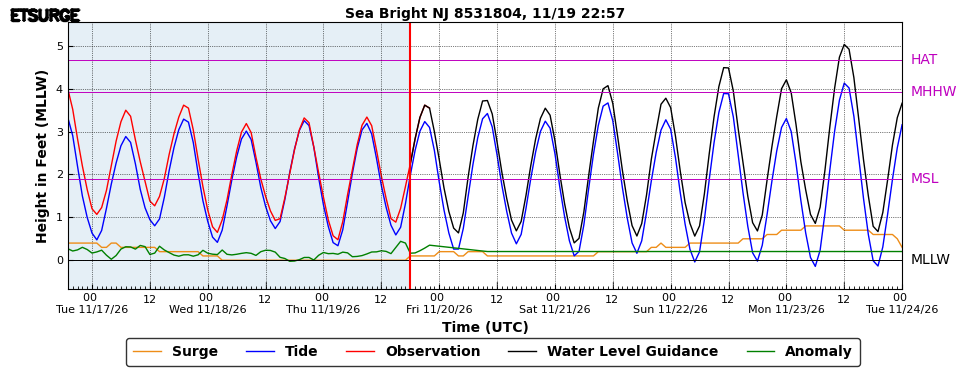 ETSURGE
Sea Bright NJ 8531804, 11/19 22:57
Height in Feet (MLLW)
5
4
3
2
1
0
HAT
MHHW
MSL
MLLW
00 12 00 12 00 12 00 12 00 12 00 12 00 12 00
Tue 11/17/26 Wed 11/18/26 Thu 11/19/26 Fri 11/20/26 Sat 11/21/26 Sun 11/22/26 Mon 11/23/26 Tue 11/24/26
Time (UTC)
Surge Tide Observation Water Level Guidance Anomaly